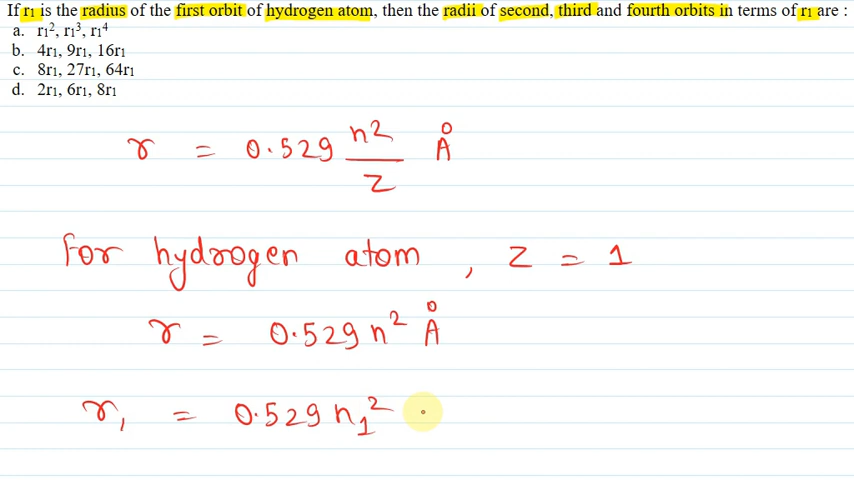 If r₁ is the radius of the first orbit of hydrogen atom, then the radii of second, third and fourth orbits in terms of r₁ are :
a. r₁², r₁³, r₁⁴
b. 4r₁, 9r₁, 16r₁
c. 8r₁, 27r₁, 64r₁
d. 2r₁, 6r₁, 8r₁
r = 0.529 n²/z Å
For hydrogen atom , z = 1
r = 0.529 n² Å
r₁ = 0.529 n₁²